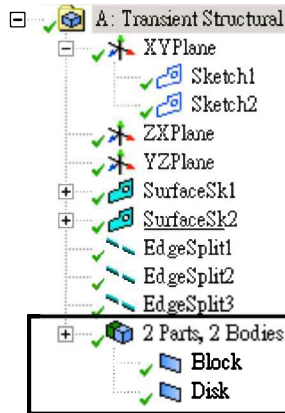 A: Transient Structural
XYPlane
Sketch1
Sketch2
ZXPlane
YZPlane
SurfaceSk1
SurfaceSk2
EdgeSplit1
EdgeSplit2
EdgeSplit3
2 Parts, 2 Bodies
Block
Disk